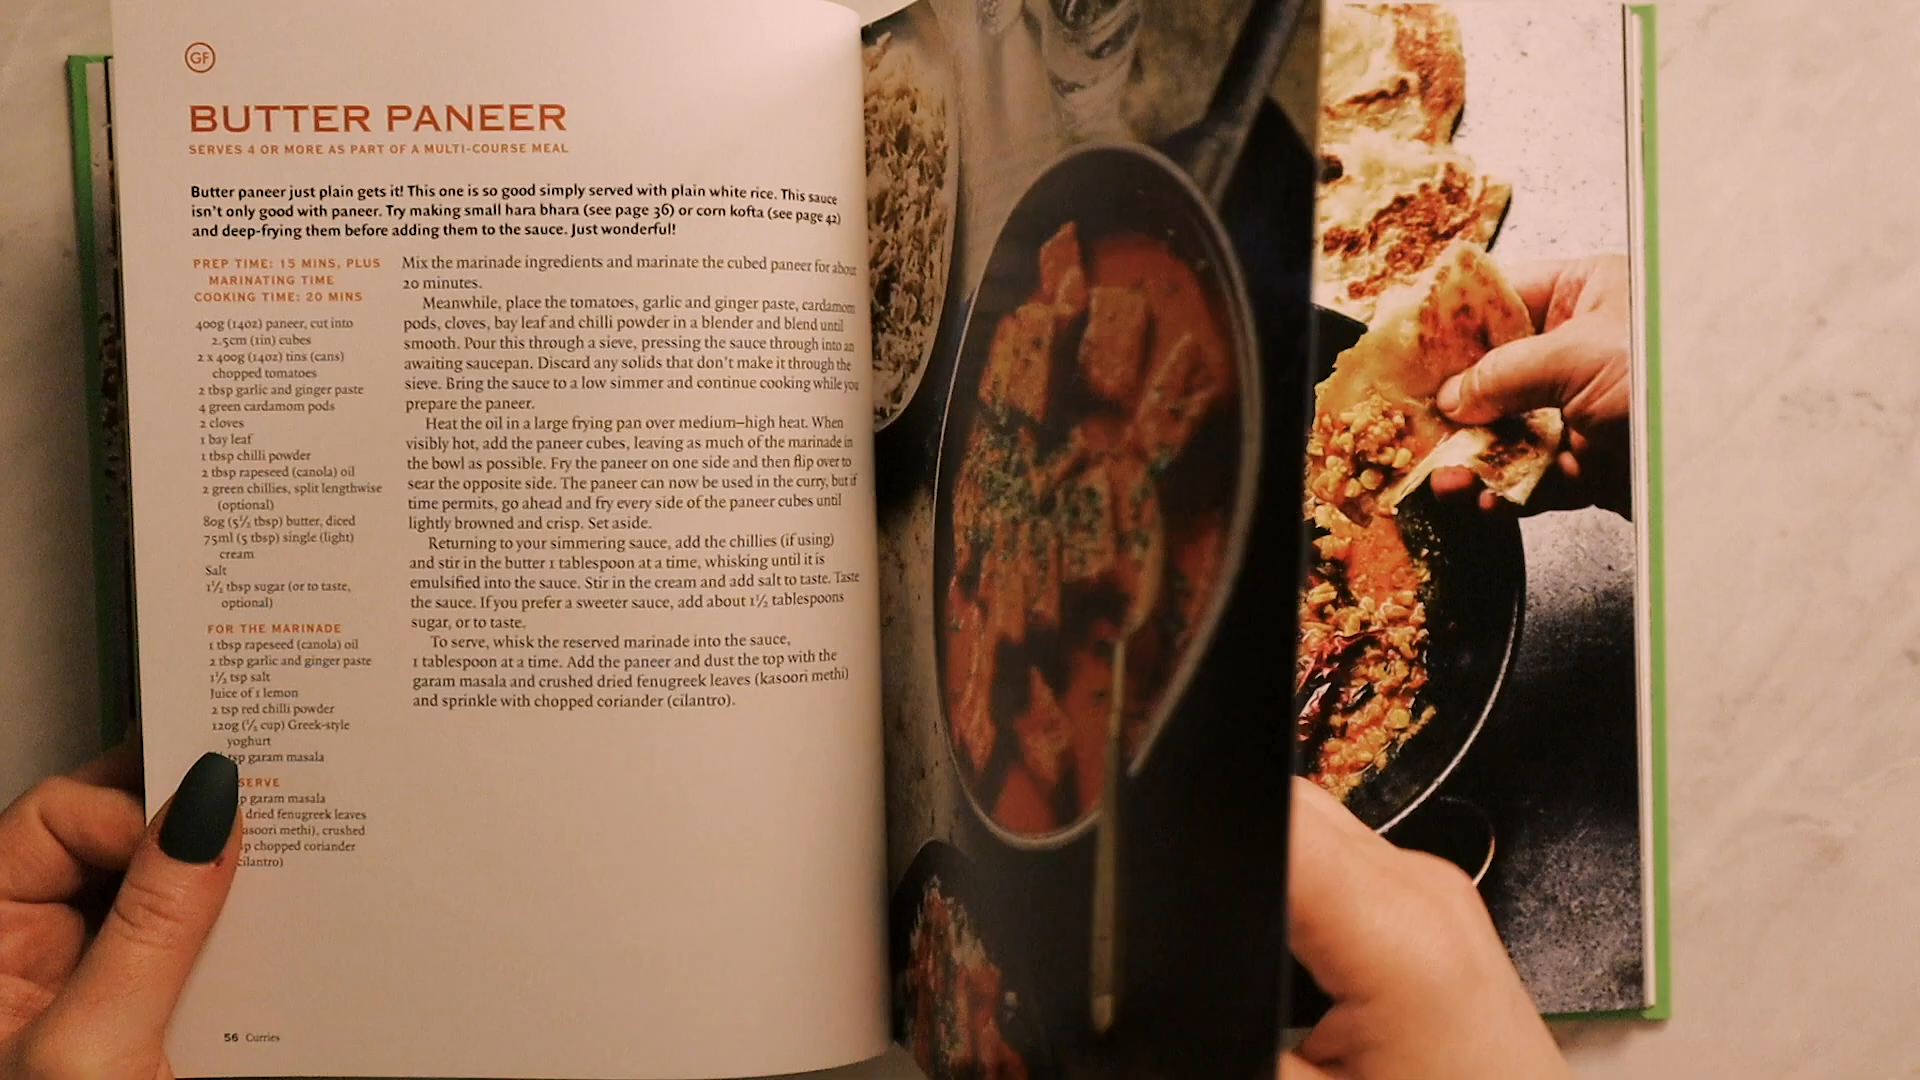 GF
BUTTER PANEER
SERVES 4 OR MORE AS PART OF A MULTI-COURSE MEAL
Butter paneer just plain gets it! This one is so good simply served with plain white rice. This sauce
isn't only good with paneer. Try making small hara bhara (see page 36) or corn kofta (see page 42)
and deep-frying them before adding them to the sauce. Just wonderful!
PREP TIME: 15 MINS, PLUS
MARINATING TIME
COOKING TIME: 20 MINS
400g (14oz) paneer, cut into
2.5cm (1in) cubes
2 x 400g (14oz) tins (cans)
chopped tomatoes
2 tbsp garlic and ginger paste
4 green cardamom pods
2 cloves
1 bay leaf
1 tbsp chilli powder
2 tbsp rapeseed (canola) oil
2 green chillies, split lengthwise
(optional)
80g (5½ tbsp) butter, diced
75ml (5 tbsp) single (light)
cream
Salt
1½ tbsp sugar (or to taste,
optional)
FOR THE MARINADE
1 tbsp rapeseed (canola) oil
2 tbsp garlic and ginger paste
1½ tsp salt
Juice of 1 lemon
2 tsp red chilli powder
120g (½ cup) Greek-style
yoghurt
tsp garam masala
SERVE
p garam masala
dried fenugreek leaves
asoori methi), crushed
p chopped coriander
cilantro)
Mix the marinade ingredients and marinate the cubed paneer for about
20 minutes.
Meanwhile, place the tomatoes, garlic and ginger paste, cardamom
pods, cloves, bay leaf and chilli powder in a blender and blend until
smooth. Pour this through a sieve, pressing the sauce through into an
awaiting saucepan. Discard any solids that don't make it through the
sieve. Bring the sauce to a low simmer and continue cooking while you
prepare the paneer.
Heat the oil in a large frying pan over medium–high heat. When
visibly hot, add the paneer cubes, leaving as much of the marinade in
the bowl as possible. Fry the paneer on one side and then flip over to
sear the opposite side. The paneer can now be used in the curry, but if
time permits, go ahead and fry every side of the paneer cubes until
lightly browned and crisp. Set aside.
Returning to your simmering sauce, add the chillies (if using)
and stir in the butter 1 tablespoon at a time, whisking until it is
emulsified into the sauce. Stir in the cream and add salt to taste. Taste
the sauce. If you prefer a sweeter sauce, add about 1½ tablespoons
sugar, or to taste.
To serve, whisk the reserved marinade into the sauce,
1 tablespoon at a time. Add the paneer and dust the top with the
garam masala and crushed dried fenugreek leaves (kasoori methi)
and sprinkle with chopped coriander (cilantro).
56 Curries